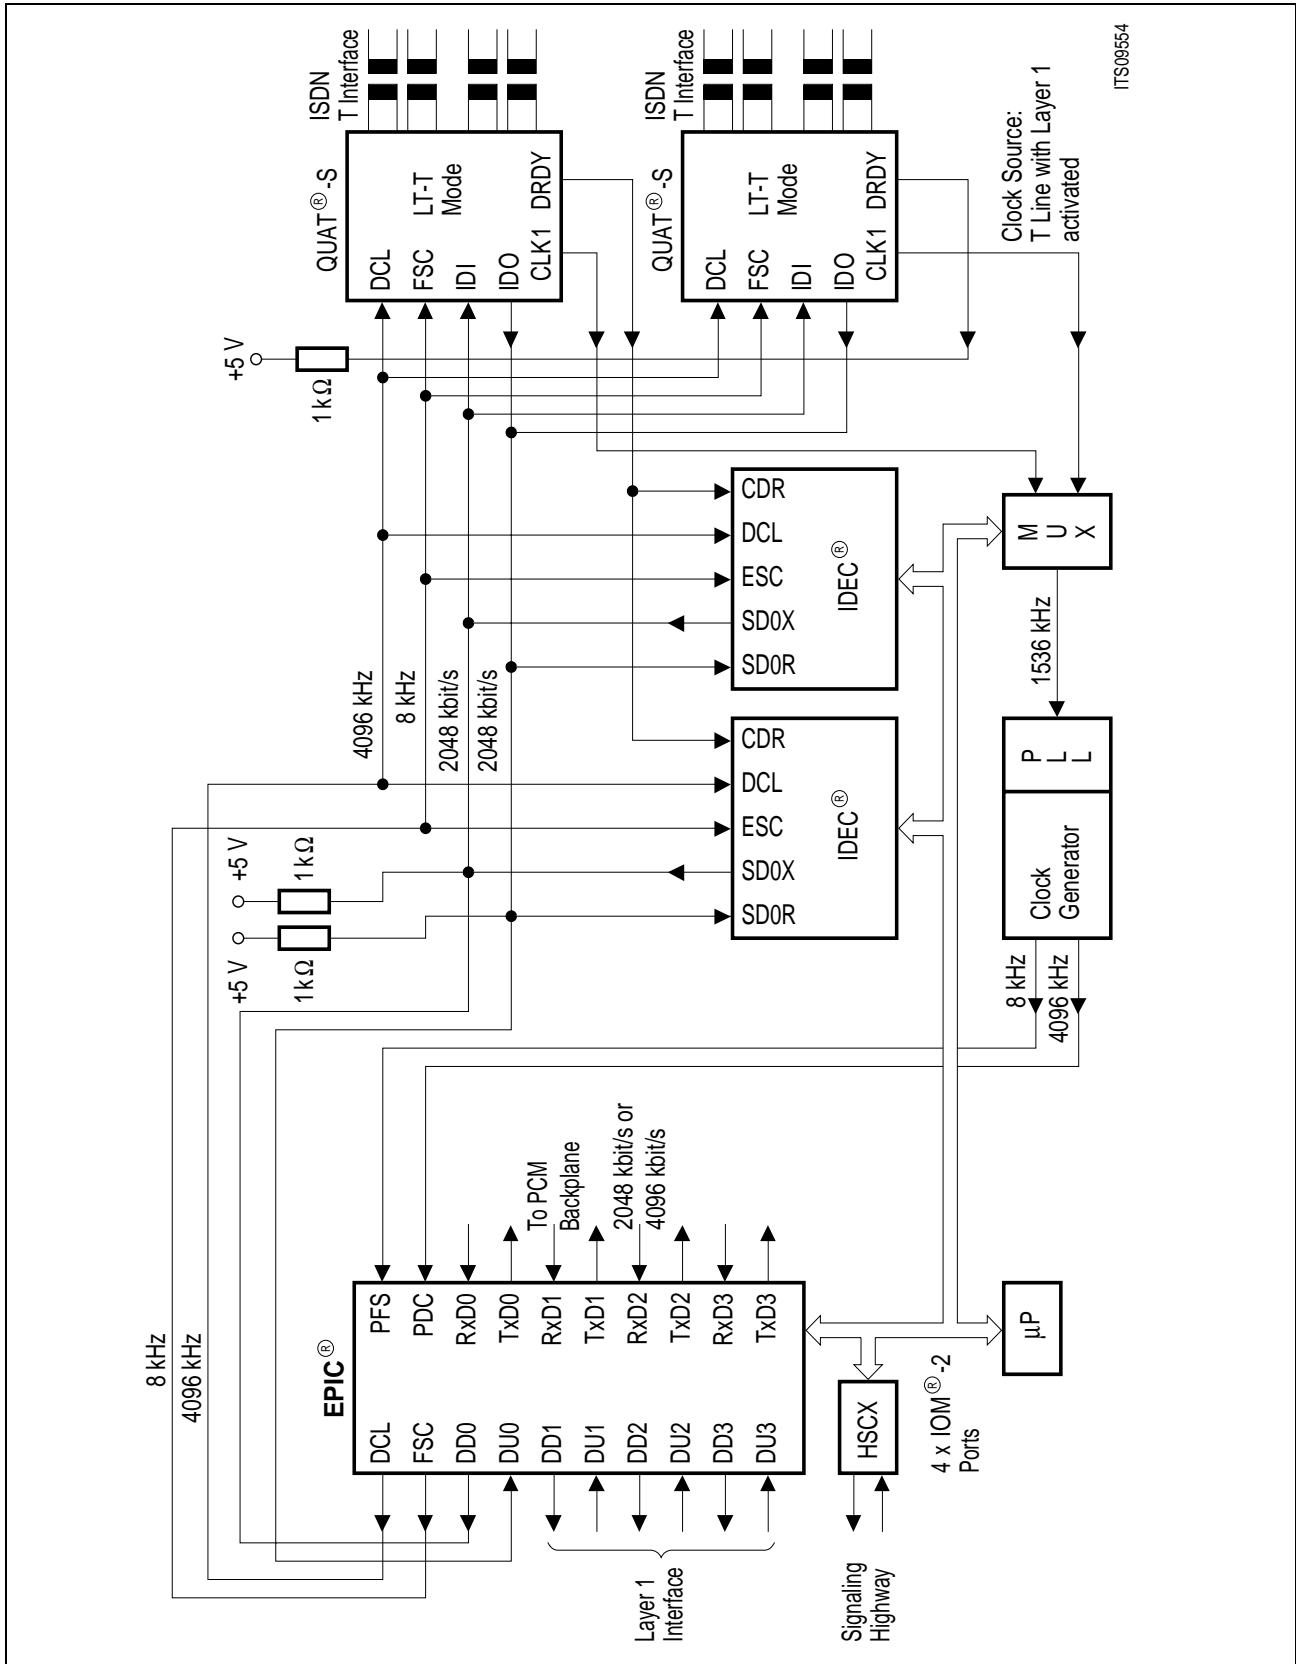 ITS09554
ISDN
T Interface
ISDN
T Interface
QUAT®-S
LT-T
Mode
DCL
FSC
IDI
IDO
CLK1
DRDY
QUAT®-S
LT-T
Mode
DCL
FSC
IDI
IDO
CLK1
DRDY
Clock Source:
T Line with Layer 1
activated
+5 V
1 kΩ
CDR
DCL
ESC
SD0X
SD0R
IDEC®
M
U
X
1536 kHz
4096 kHz
8 kHz
2048 kbit/s
2048 kbit/s
CDR
DCL
ESC
SD0X
SD0R
IDEC®
P
L
L
Clock
Generator
8 kHz
4096 kHz
+5 V
1 kΩ
+5 V
1 kΩ
8 kHz
4096 kHz
EPIC®
PFS
PDC
RxD0
TxD0
RxD1
TxD1
RxD2
TxD2
RxD3
TxD3
To PCM
Backplane
2048 kbit/s or
4096 kbit/s
DCL
FSC
DD0
DU0
DD1
DU1
DD2
DU2
DD3
DU3
Layer 1
Interface
HSCX
Signaling
Highway
4 x IOM®-2
Ports
µP